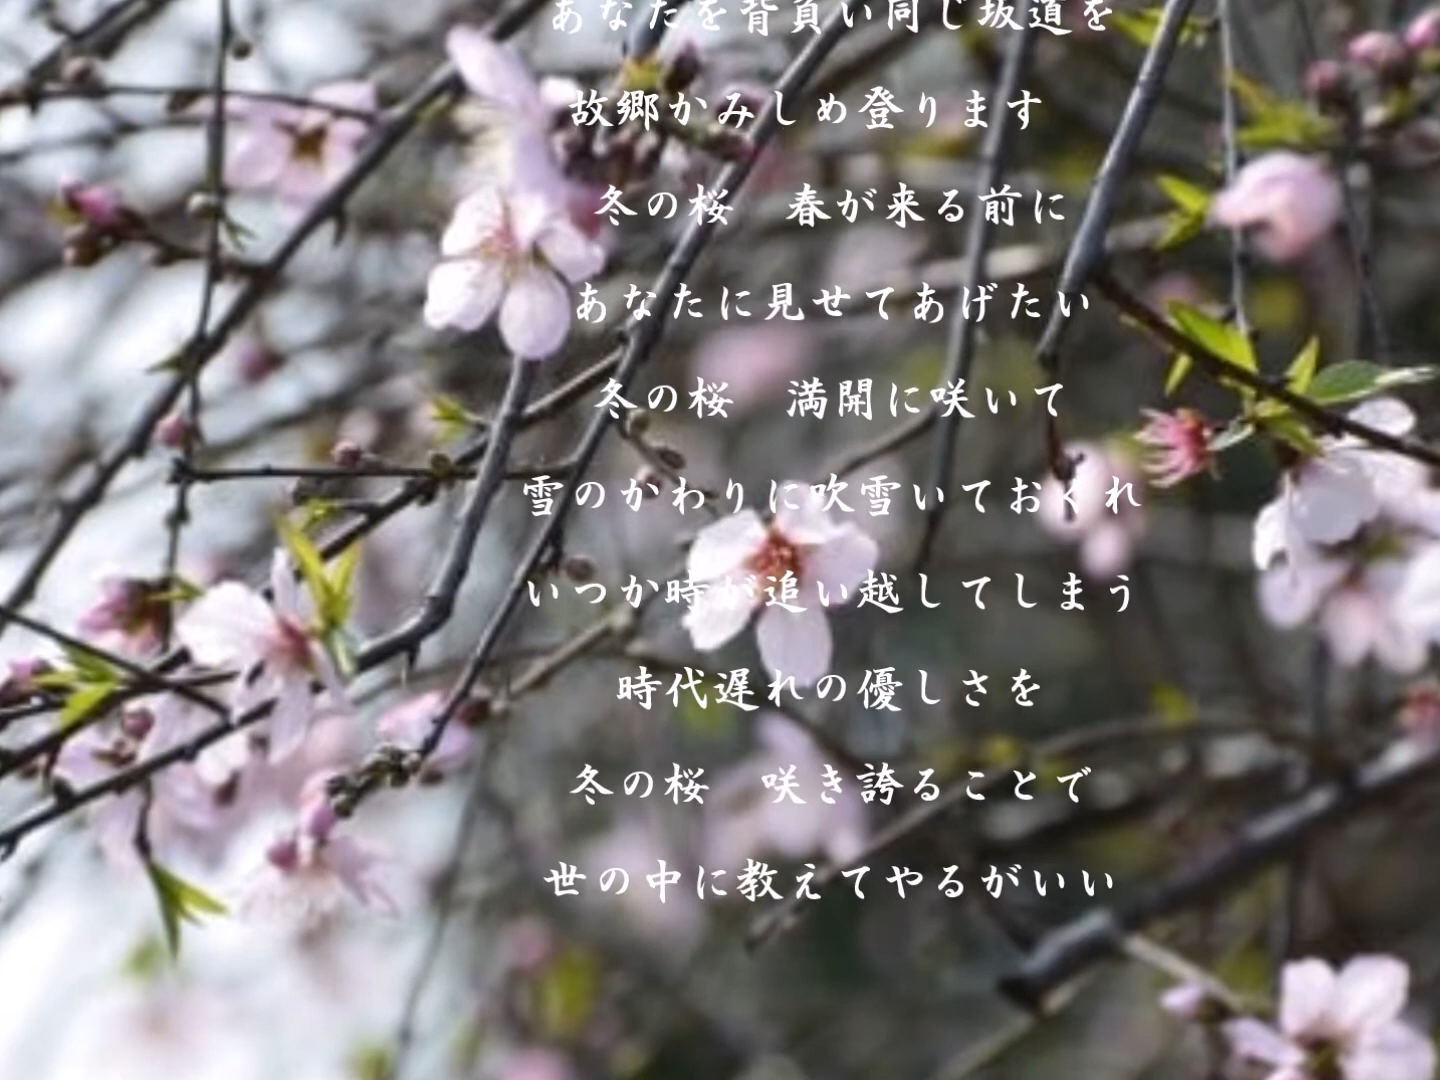 あなたを背負い同じ坂道を
故郷かみしめ登ります
冬の桜　春が来る前に
あなたに見せてあげたい
冬の桜　満開に咲いて
雪のかわりに吹雪いておくれ
いつか時が追い越してしまう
時代遅れの優しさを
冬の桜　咲き誇ることで
世の中に教えてやるがいい